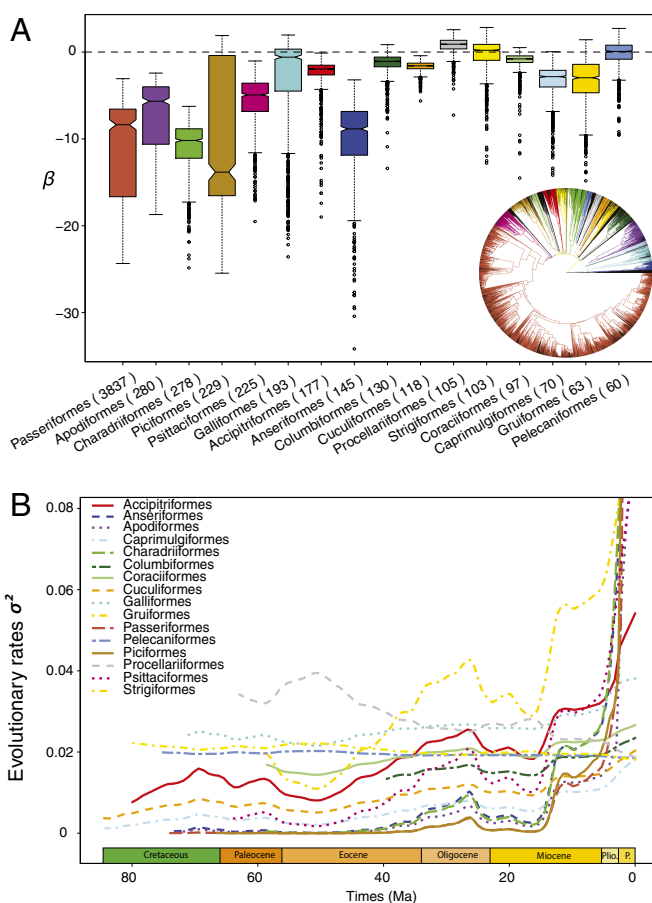 A
β
0
−10
−20
−30
Passeriformes ( 3837)
Apodiformes ( 280)
Charadriiformes ( 278)
Piciformes ( 229)
Psittaciformes ( 225)
Galliformes ( 193)
Accipitriformes ( 177)
Anseriformes ( 145)
Columbiformes ( 130)
Cuculiformes ( 118)
Procellariiformes ( 105)
Strigiformes ( 103)
Coraciiformes ( 97)
Caprimulgiformes ( 70)
Gruiformes ( 63)
Pelecaniformes ( 60)
B
Evolutionary rates σ²
0.08
0.06
0.04
0.02
0
Accipitriformes
Anseriformes
Apodiformes
Caprimulgiformes
Charadriiformes
Columbiformes
Coraciiformes
Cuculiformes
Galliformes
Gruiformes
Passeriformes
Pelecaniformes
Piciformes
Procellariiformes
Psittaciformes
Strigiformes
Cretaceous Paleocene Eocene Oligocene Miocene Plio. P.
80 60 40 20 0
Times (Ma)